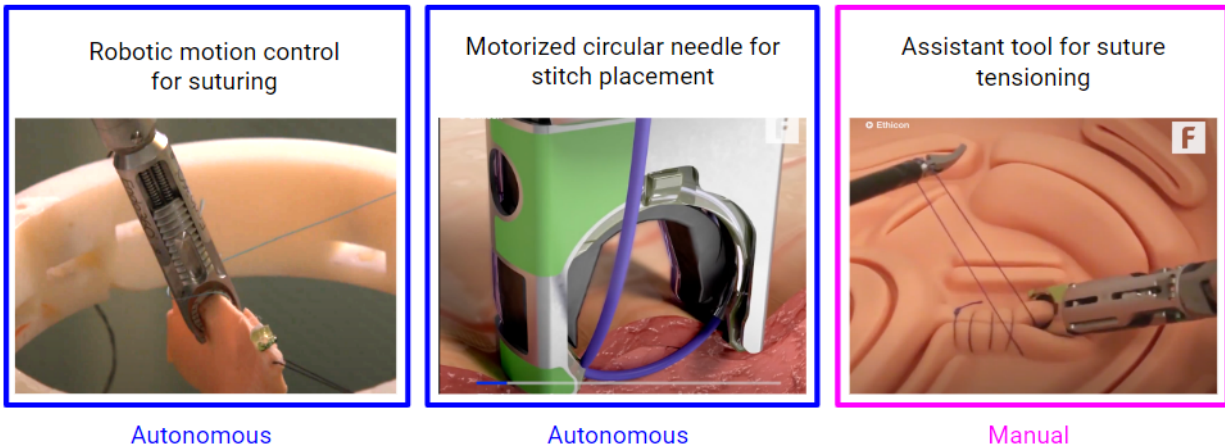 Robotic motion control
for suturing
Motorized circular needle for
stitch placement
Assistant tool for suture
tensioning
Ethicon
F
Autonomous
Autonomous
Manual